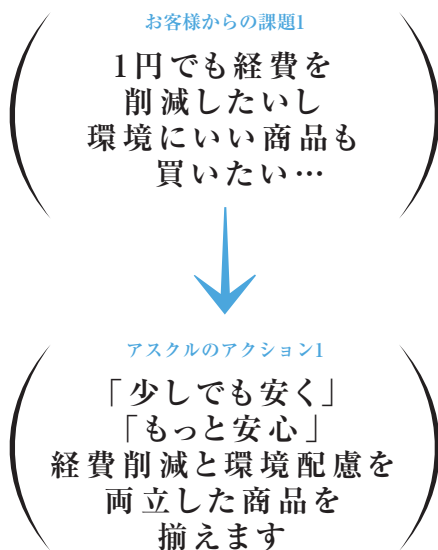 お客様からの課題1
1円でも経費を
削減したいし
環境にいい商品も
買いたい…
アスクルのアクション1
「少しでも安く」
「もっと安心」
経費削減と環境配慮を
両立した商品を
揃えます